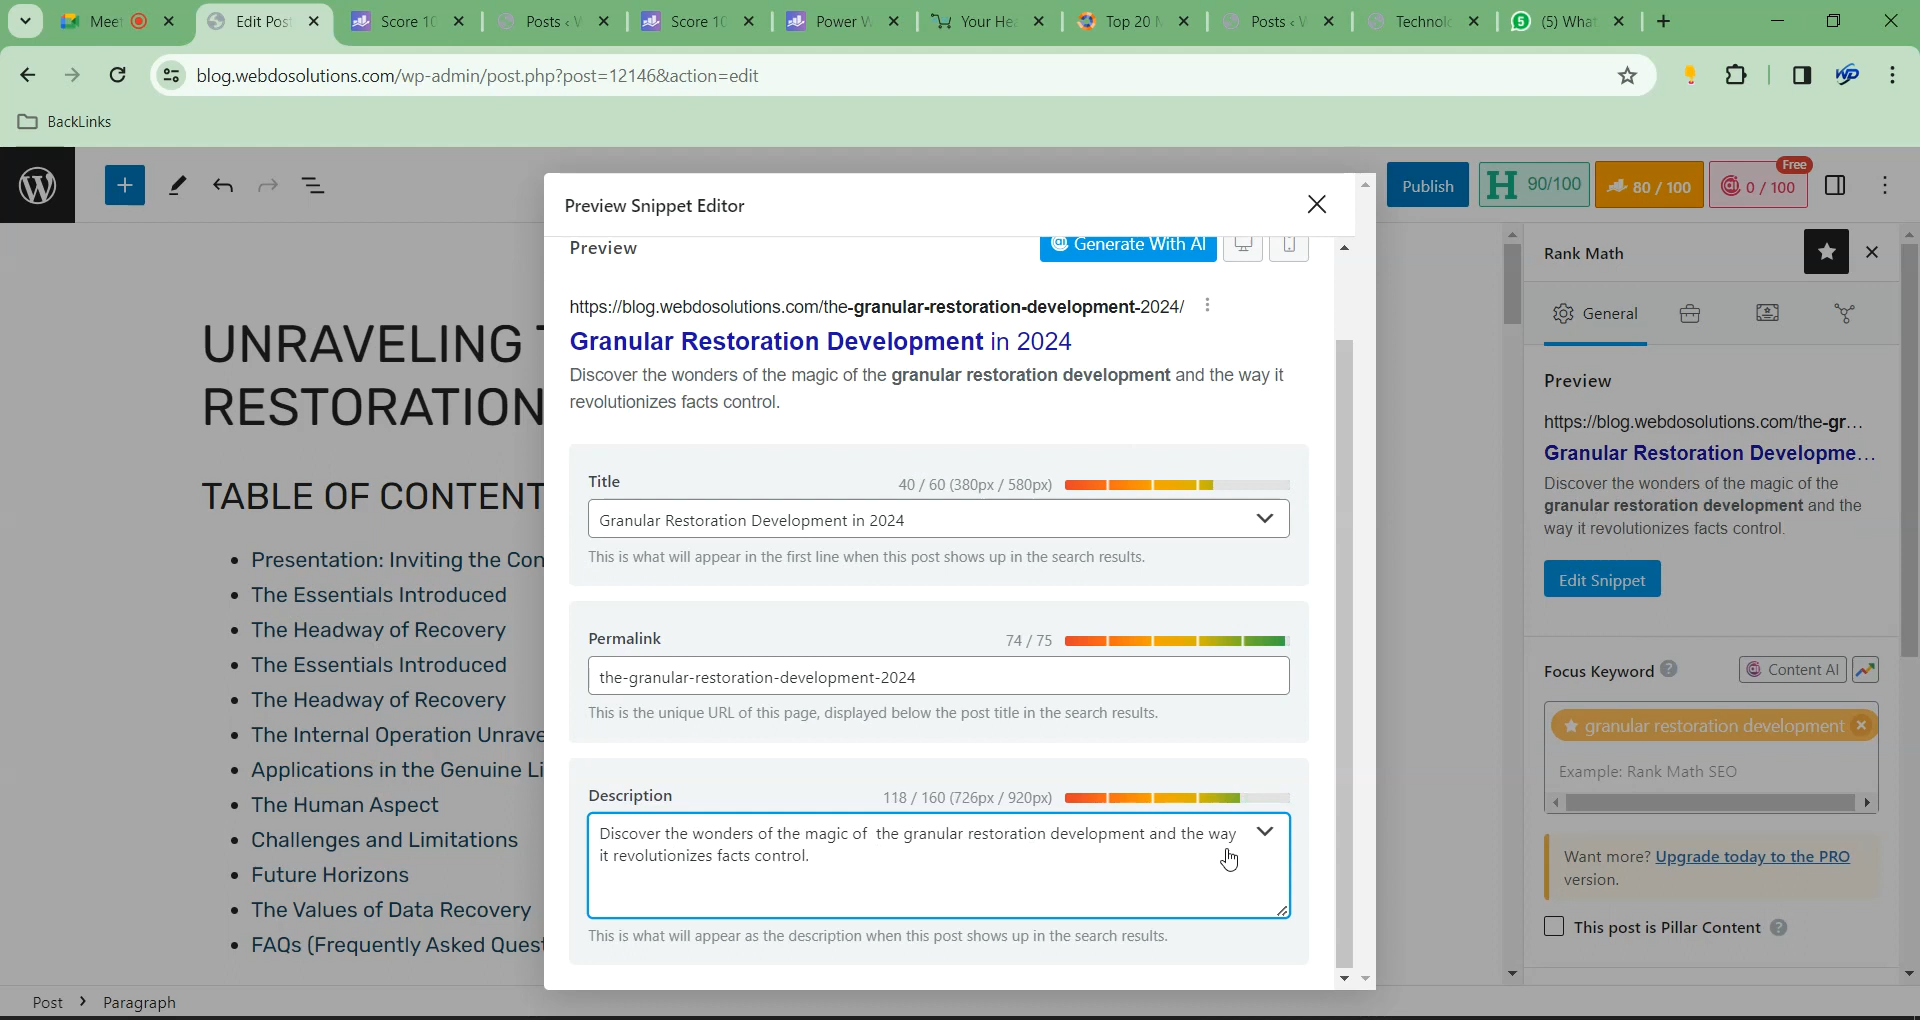 Meet
Edit Pos
Score 10
Posts ‹ W
Score 10
Power W
Your He
Top 20
Posts ‹ W
Technolo
(5) What
blog.webdosolutions.com/wp-admin/post.php?post=12146&action=edit
BackLinks
Publish
H 90/100
80 / 100
0 / 100
Free
Preview Snippet Editor
Preview
Generate With AI
https://blog.webdosolutions.com/the-granular-restoration-development-2024/
Granular Restoration Development in 2024
Discover the wonders of the magic of the granular restoration development and the way it
revolutionizes facts control.
Title
40 / 60 (380px / 580px)
Granular Restoration Development in 2024
This is what will appear in the first line when this post shows up in the search results.
Permalink
74 / 75
the-granular-restoration-development-2024
This is the unique URL of this page, displayed below the post title in the search results.
Description
118 / 160 (726px / 920px)
Discover the wonders of the magic of  the granular restoration development and the way
it revolutionizes facts control.
This is what will appear as the description when this post shows up in the search results.
UNRAVELING
RESTORATION
TABLE OF CONTENT
Presentation: Inviting the Con
The Essentials Introduced
The Headway of Recovery
The Essentials Introduced
The Headway of Recovery
The Internal Operation Unrave
Applications in the Genuine Li
The Human Aspect
Challenges and Limitations
Future Horizons
The Values of Data Recovery
FAQs (Frequently Asked Quest
Post › Paragraph
Rank Math
General
Preview
https://blog.webdosolutions.com/the-gr...
Granular Restoration Developme...
Discover the wonders of the magic of the
granular restoration development and the
way it revolutionizes facts control.
Edit Snippet
Focus Keyword
Content AI
granular restoration development
Example: Rank Math SEO
Want more? Upgrade today to the PRO
version.
This post is Pillar Content